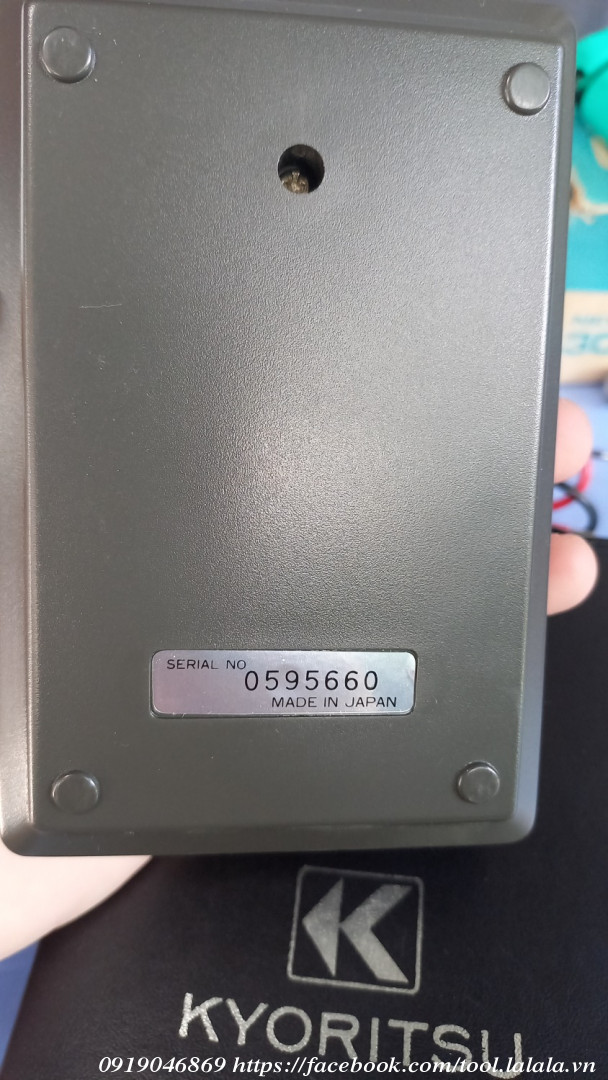 SERIAL NO
0595660
MADE IN JAPAN
KYORITSU
0919046869 https://facebook.com/tool.lalala.vn